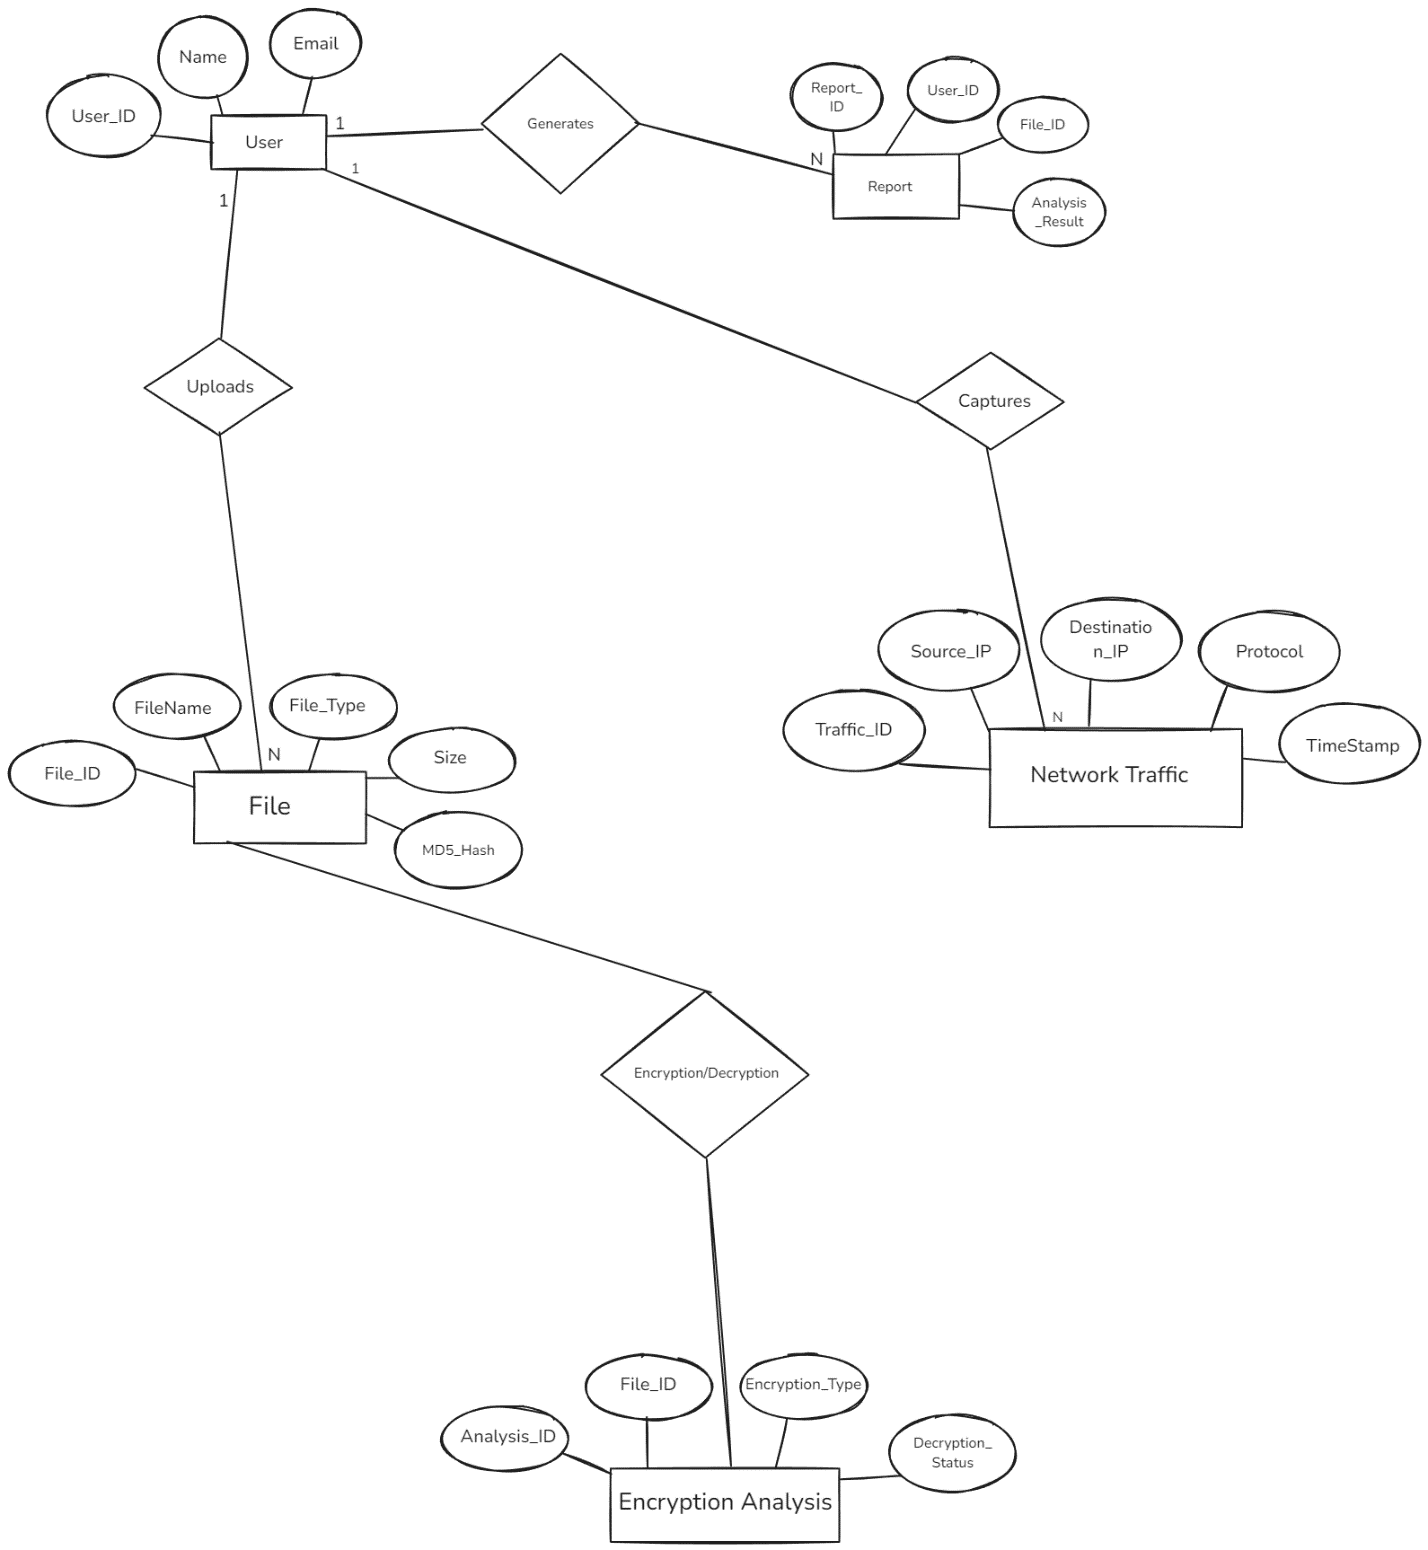 Name
Email
User_ID
User
1
1
1
Generates
N
Report_
ID
User_ID
File_ID
Report
Analysis
_Result
Uploads
Captures
FileName
File_Type
File_ID
Size
N
File
MD5_Hash
Source_IP
Destinatio
n_IP
Protocol
Traffic_ID
N
TimeStamp
Network Traffic
Encryption/Decryption
File_ID
Encryption_Type
Analysis_ID
Decryption_
Status
Encryption Analysis